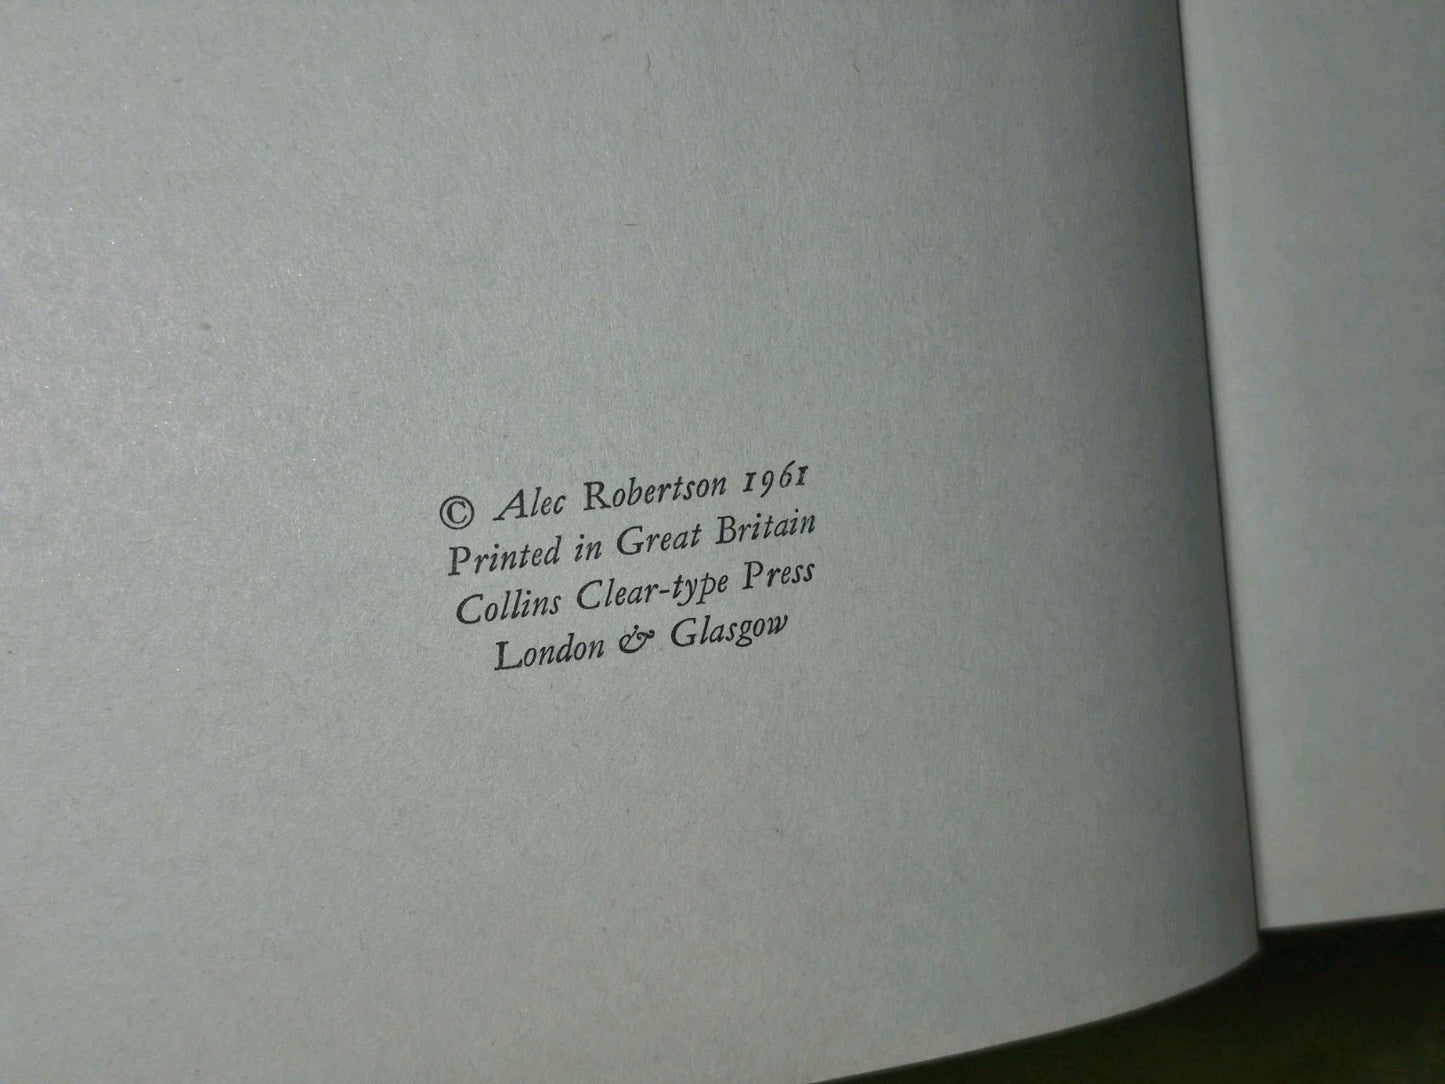 © Alec Robertson 1961
Printed in Great Britain
Collins Clear-type Press
London & Glasgow